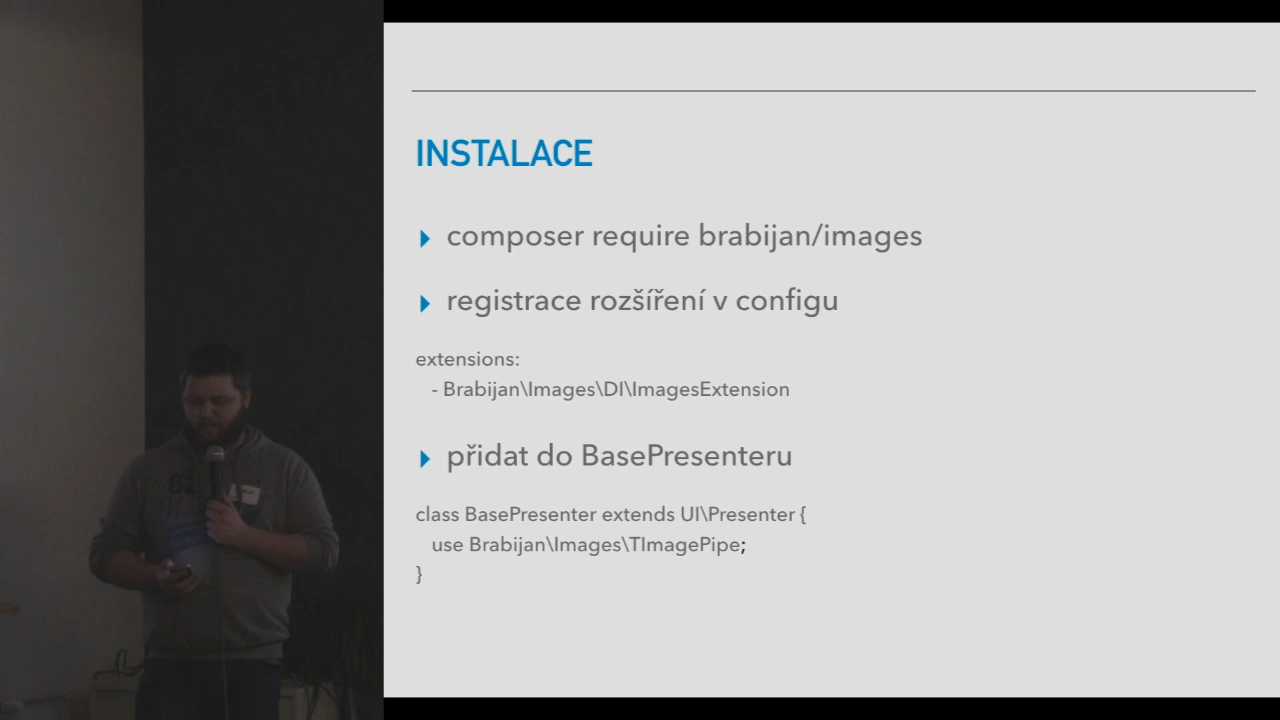 INSTALACE
composer require brabijan/images
registrace rozšíření v configu
extensions:
- Brabijan\Images\DI\ImagesExtension
přidat do BasePresenteru
class BasePresenter extends UI\Presenter {
use Brabijan\Images\TImagePipe;
}
62